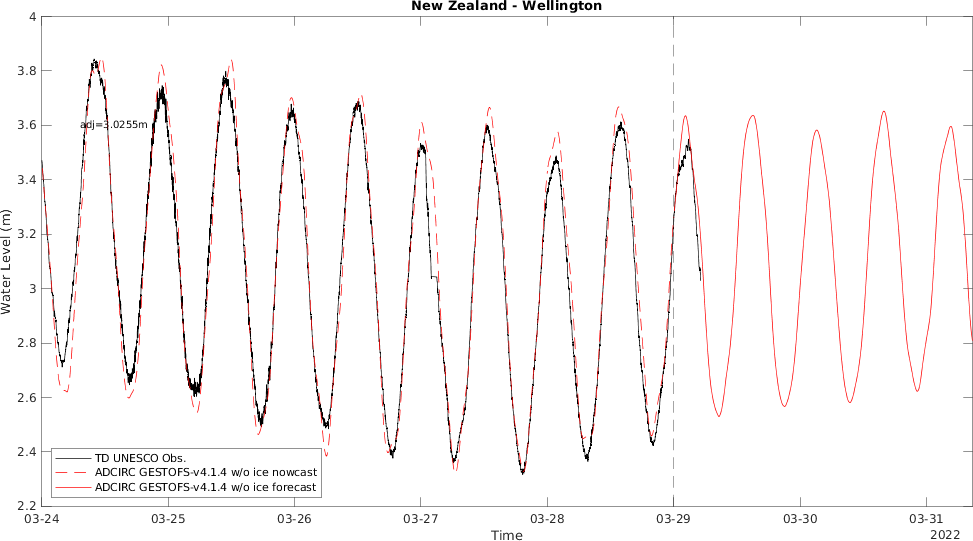 New Zealand - Wellington
4
3.8
3.6
3.4
3.2
3
2.8
2.6
2.4
2.2
Water Level (m)
adj=3.0255m
TD UNESCO Obs.
ADCIRC GESTOFS-v4.1.4 w/o ice nowcast
ADCIRC GESTOFS-v4.1.4 w/o ice forecast
03-24 03-25 03-26 03-27 03-28 03-29 03-30 03-31
Time
2022